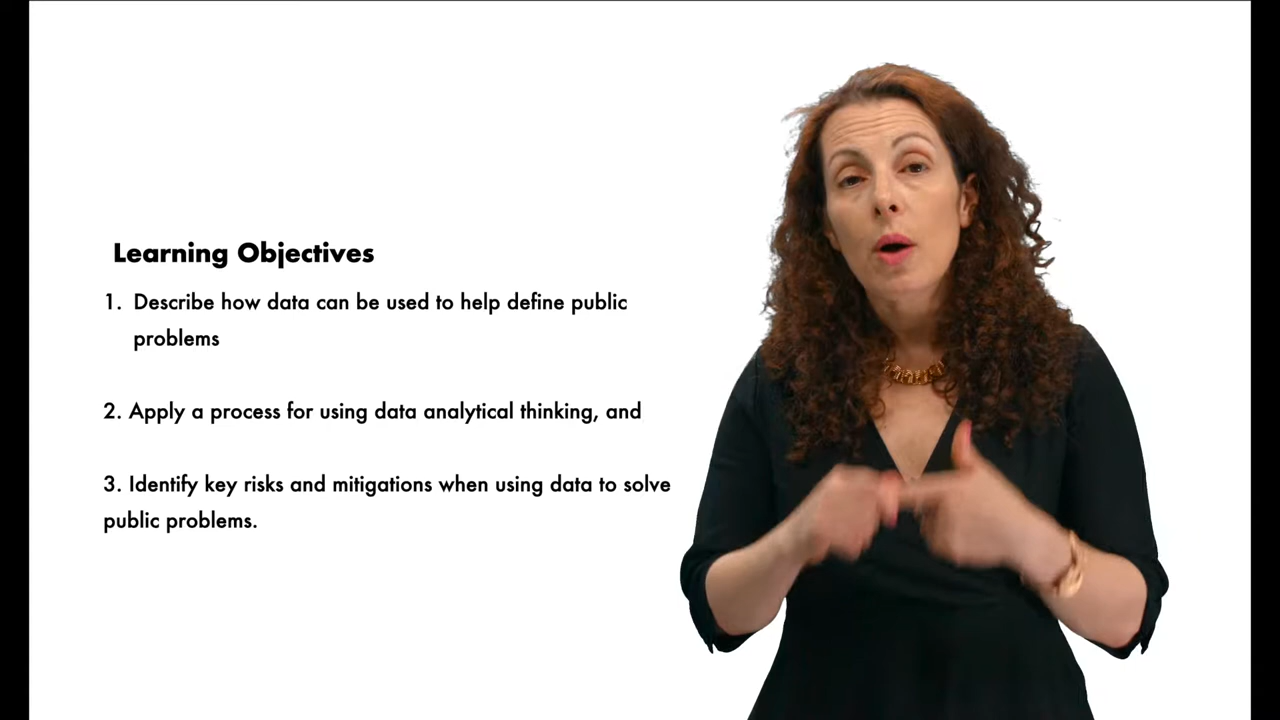 Learning Objectives
1. Describe how data can be used to help define public
problems
2. Apply a process for using data analytical thinking, and
3. Identify key risks and mitigations when using data to solve
public problems.